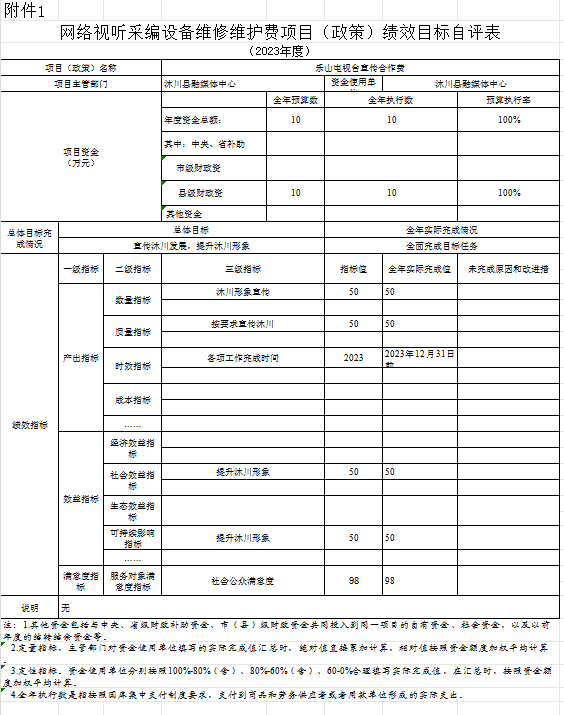 附件1
网络视听采编设备维修维护费项目（政策）绩效目标自评表
（2023年度）
项目（政策）名称 乐山电视台宣传合作费
项目主管部门 沐川县融媒体中心 资金使用单 沐川县融媒体中心
项目资金
（万元）
全年预算数 全年执行数 预算执行率
年度资金总额： 10 10 100%
其中：中央、省补助
市级财政资
县级财政资 10 10 100%
其他资金
总体目标完
成情况
总体目标 全年实际完成情况
宣传沐川发展，提升沐川形象 全面完成目标任务
绩效指标
一级指标 二级指标 三级指标 指标值 全年实际完成值 未完成原因和改进措
产出指标
数量指标 沐川形象宣传 50 50
质量指标 按要求宣传沐川 50 50
时效指标 各项工作完成时间 2023 2023年12月31日
前
成本指标
……
效益指标
经济效益指
标
社会效益指
标
提升沐川形象 50 50
生态效益指
标
可持续影响
指标
提升沐川形象 50 50
……
满意度指
标
服务对象满
意度指标
社会公众满意度 98 98
说明 无
注：1.其他资金包括与中央、省级财政补助资金、市（县）级财政资金共同投入到同一项目的自有资金、社会资金，以及以前
年度的结转结余资金等。
2.定量指标，主管部门对资金使用单位填写的实际完成值汇总时，绝对值直接累加计算，相对值按照资金额度加权平均计算
。
3.定性指标。资金使用单位分别按照100%-80%（含）、80%-60%（含）、60-0%合理填写实际完成值，在汇总时，按照资金额
度加权平均计算。
4.全年执行数是指按照国库集中支付制度要求，支付到商品和劳务供应者或者用款单位形成的实际支出。